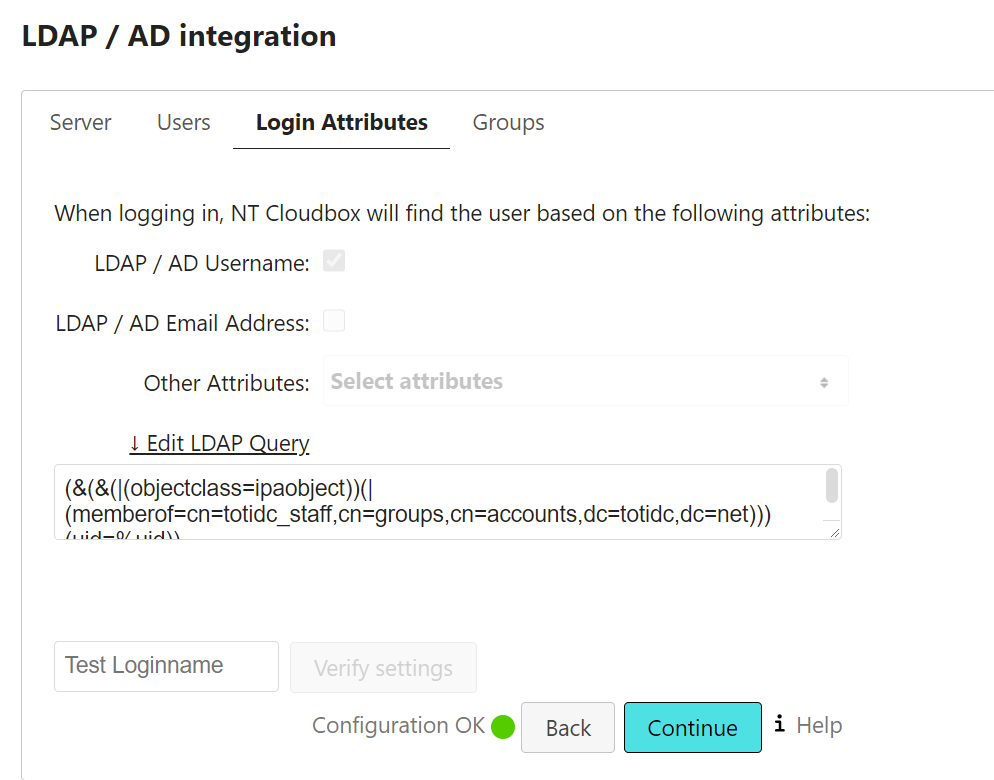 LDAP / AD integration
Server Users Login Attributes Groups
When logging in, NT Cloudbox will find the user based on the following attributes:
LDAP / AD Username:
LDAP / AD Email Address:
Other Attributes: Select attributes
↓ Edit LDAP Query
(&(&(|(objectclass=ipaobject))(|
(memberof=cn=totidc_staff,cn=groups,cn=accounts,dc=totidc,dc=net)))
(uid=%uid))
Test Loginname Verify settings
Configuration OK Back Continue i Help